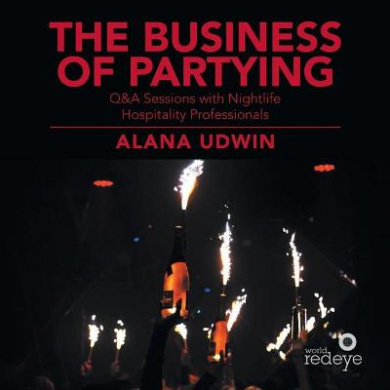 THE BUSINESS
OF PARTYING
Q&A Sessions with Nightlife
Hospitality Professionals
ALANA UDWIN
world
redeye